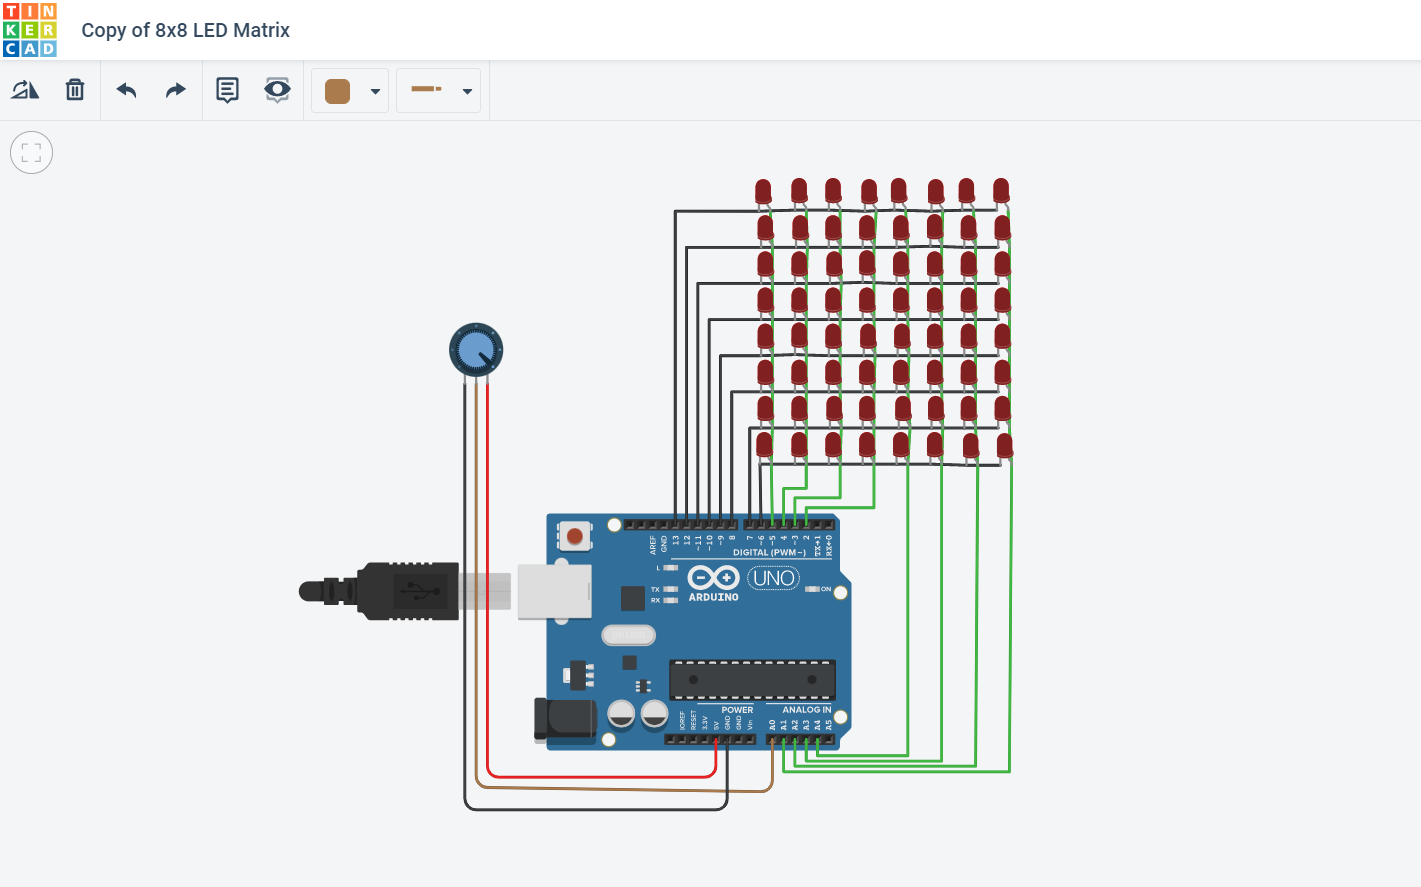 TIN
KER
CAD
Copy of 8x8 LED Matrix
AREF
GND
13
12
~11
~10
~9
8
7
~6
~5
4
~3
2
TX→1
RX←0
DIGITAL (PWM~)
L
TX
RX
ARDUINO
UNO
ON
POWER
ANALOG IN
IOREF
RESET
3.3V
5V
GND
GND
Vin
A0
A1
A2
A3
A4
A5